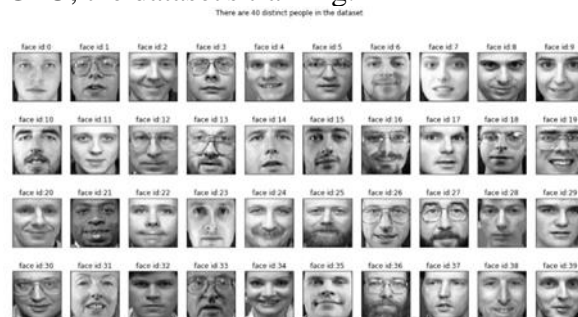 There are 40 distinct people in the dataset
face id:0 face id:1 face id:2 face id:3 face id:4 face id:5 face id:6 face id:7 face id:8 face id:9
face id:10 face id:11 face id:12 face id:13 face id:14 face id:15 face id:16 face id:17 face id:18 face id:19
face id:20 face id:21 face id:22 face id:23 face id:24 face id:25 face id:26 face id:27 face id:28 face id:29
face id:30 face id:31 face id:32 face id:33 face id:34 face id:35 face id:36 face id:37 face id:38 face id:39